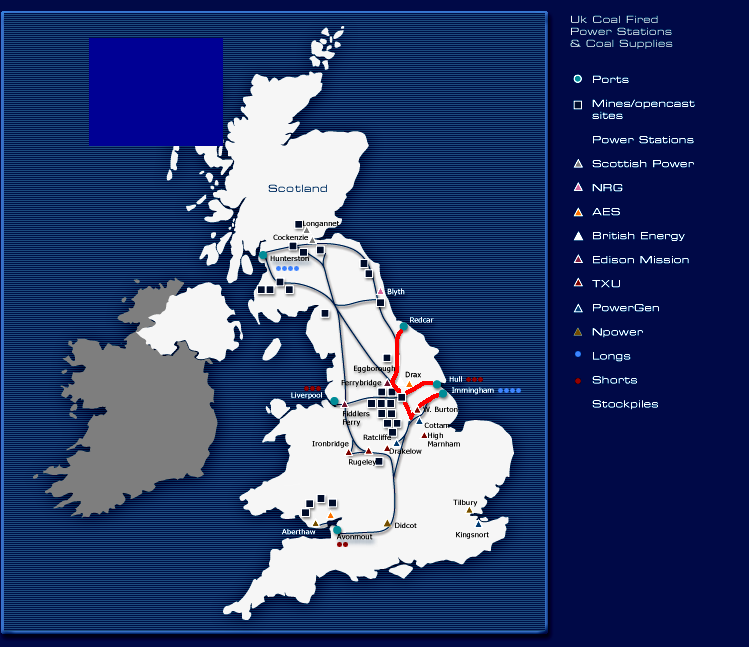 Uk Coal Fired
Power Stations
& Coal Supplies
Ports
Mines/opencast
sites
Power Stations
Scottish Power
NRG
AES
British Energy
Edison Mission
TXU
PowerGen
Npower
Longs
Shorts
Stockpiles
Scotland
Longannet
Cockenzie
Hunterston
Blyth
Redcar
Eggborough
Drax
Ferrybridge
Hull
Immingham
Liverpool
Fiddlers
Ferry
W. Burton
Cottam
Ratcliffe
High
Marnham
Ironbridge
Drakelow
Rugeley
Tilbury
Kingsnort
Aberthaw
Avonmout
Didcot